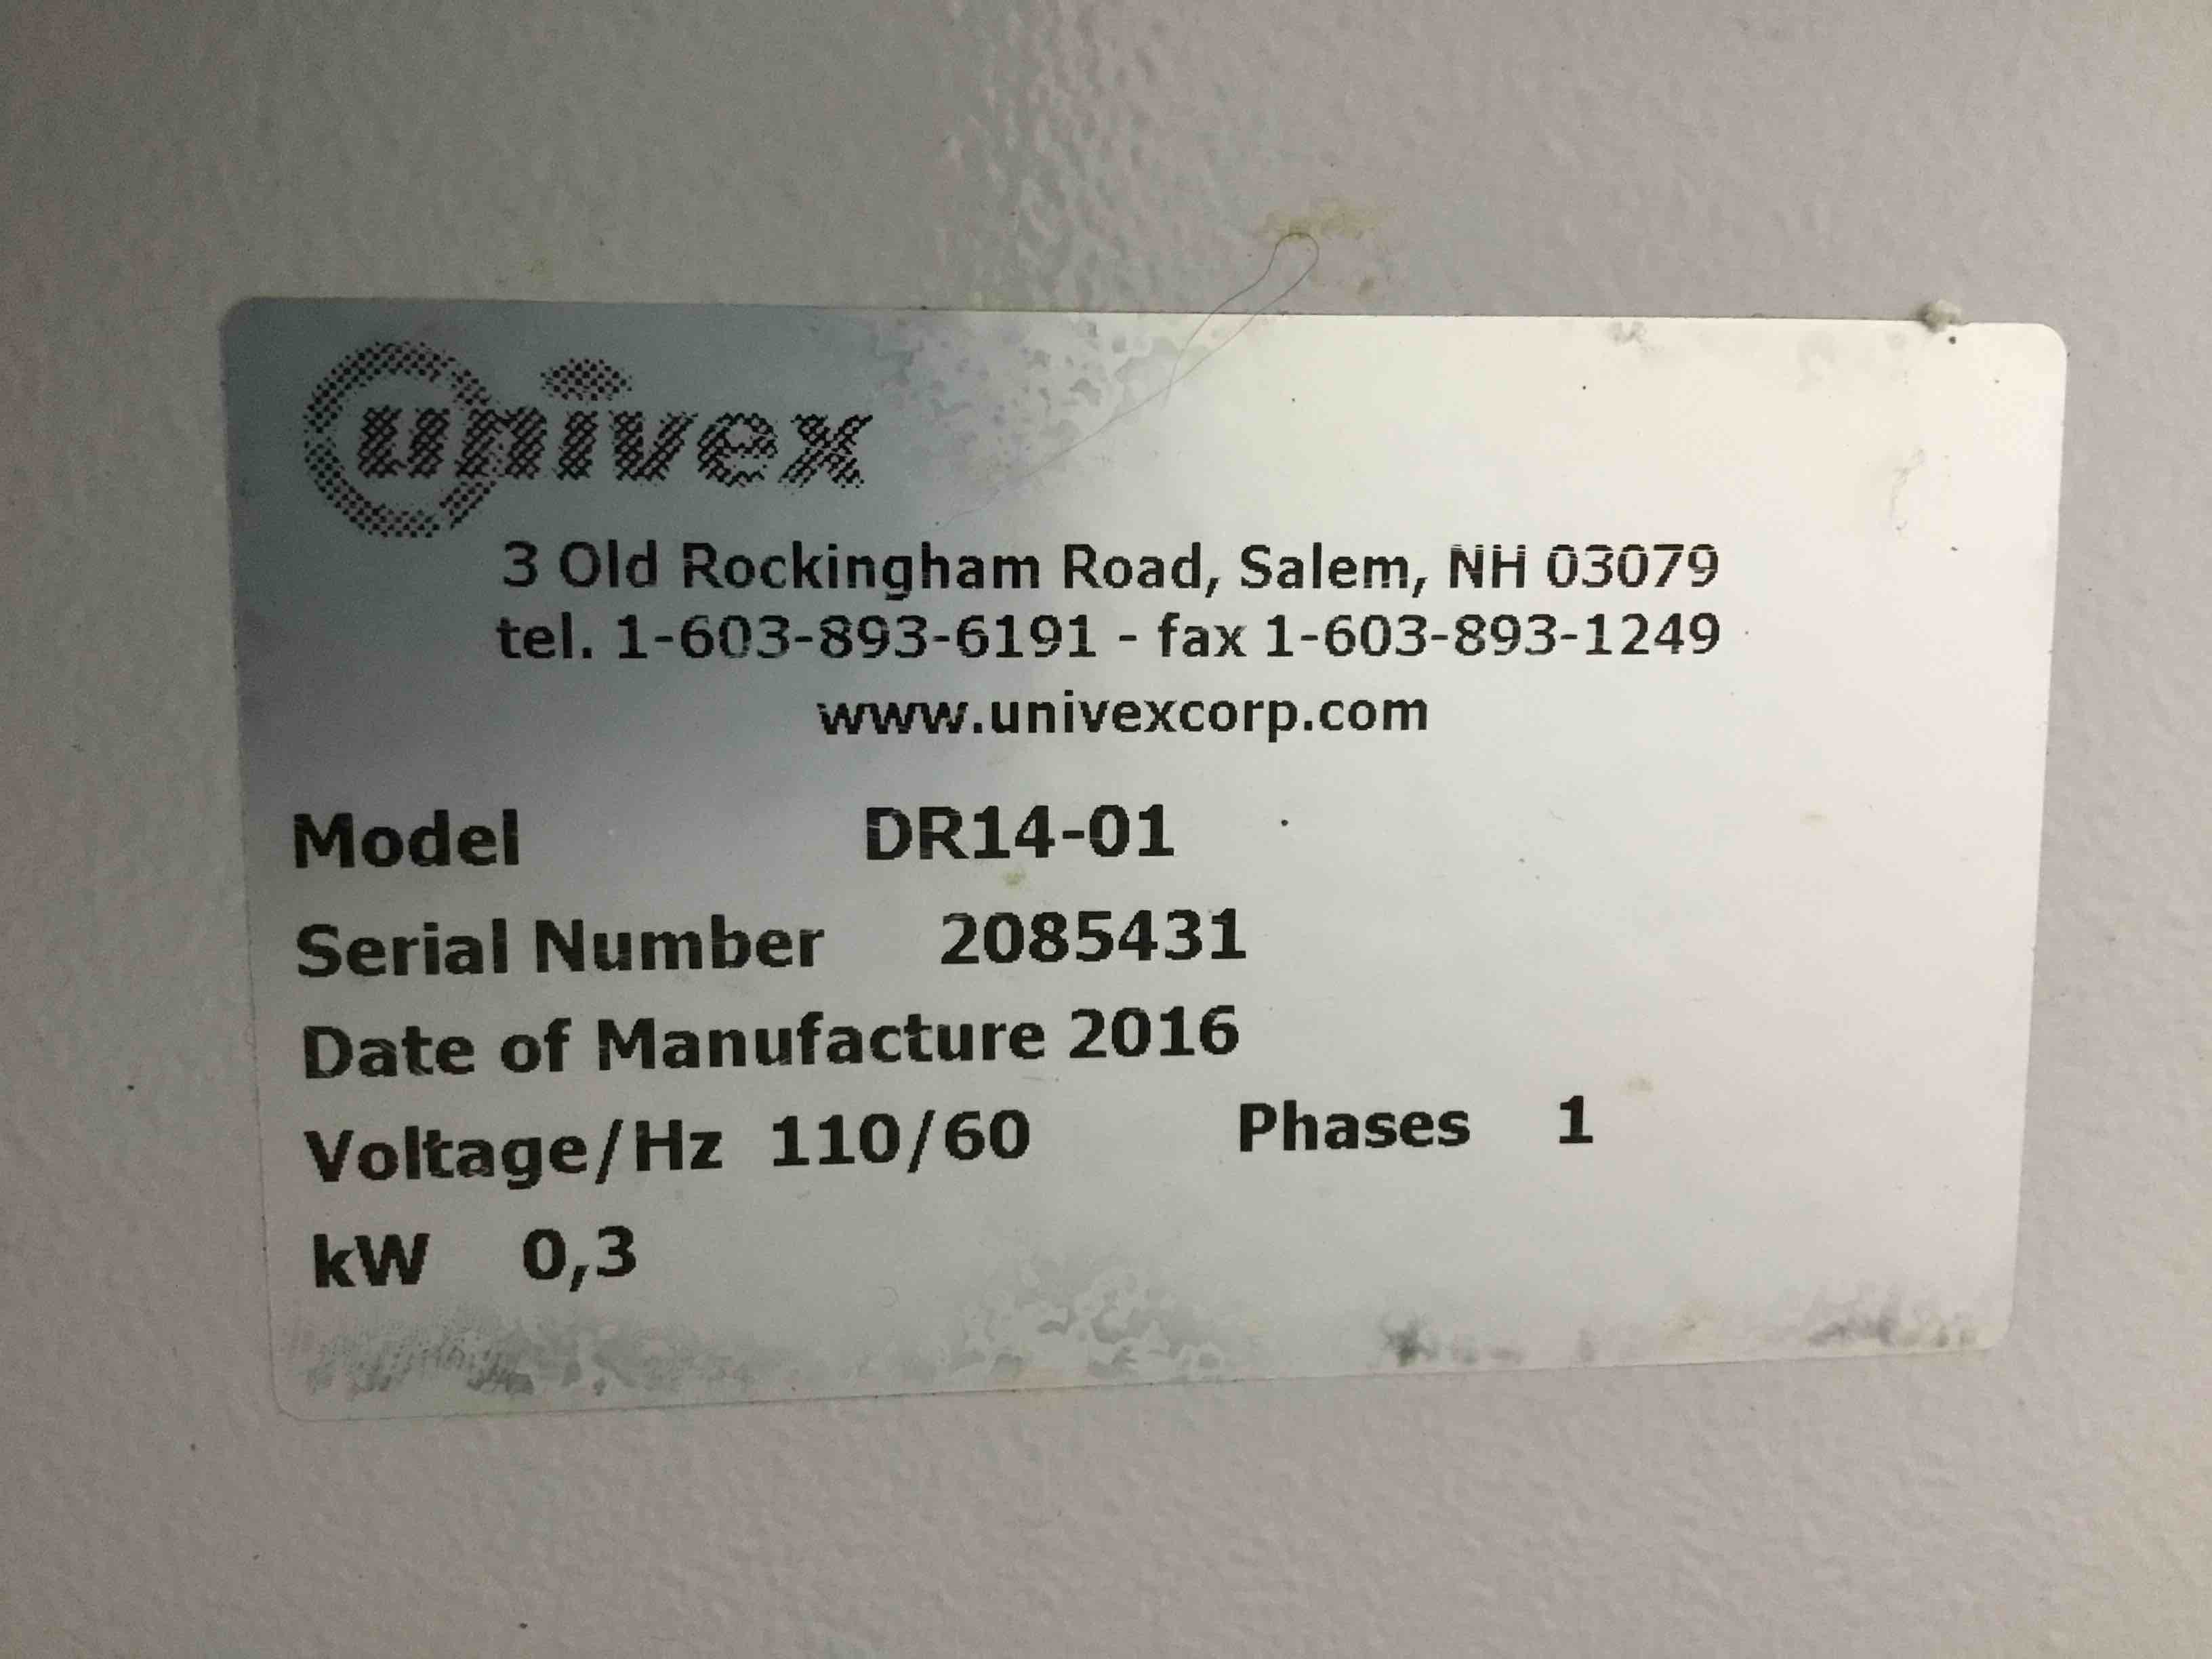 univex
3 Old Rockingham Road, Salem, NH 03079
tel. 1-603-893-6191 - fax 1-603-893-1249
www.univexcorp.com
Model DR14-01
Serial Number 2085431
Date of Manufacture 2016
Voltage/Hz 110/60 Phases 1
kW 0,3